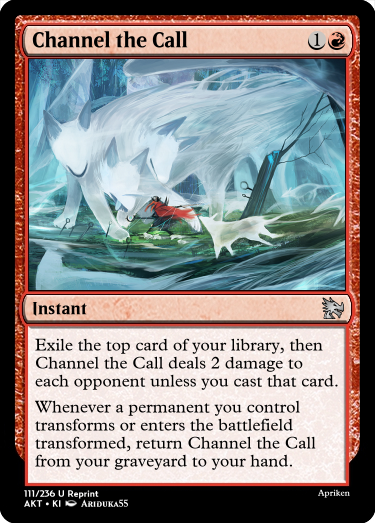 Channel the Call
1
Instant
Exile the top card of your library, then
Channel the Call deals 2 damage to
each opponent unless you cast that card.
Whenever a permanent you control
transforms or enters the battlefield
transformed, return Channel the Call
from your graveyard to your hand.
111/236 U Reprint
Apriken
AKT • KI ARIDUKA55